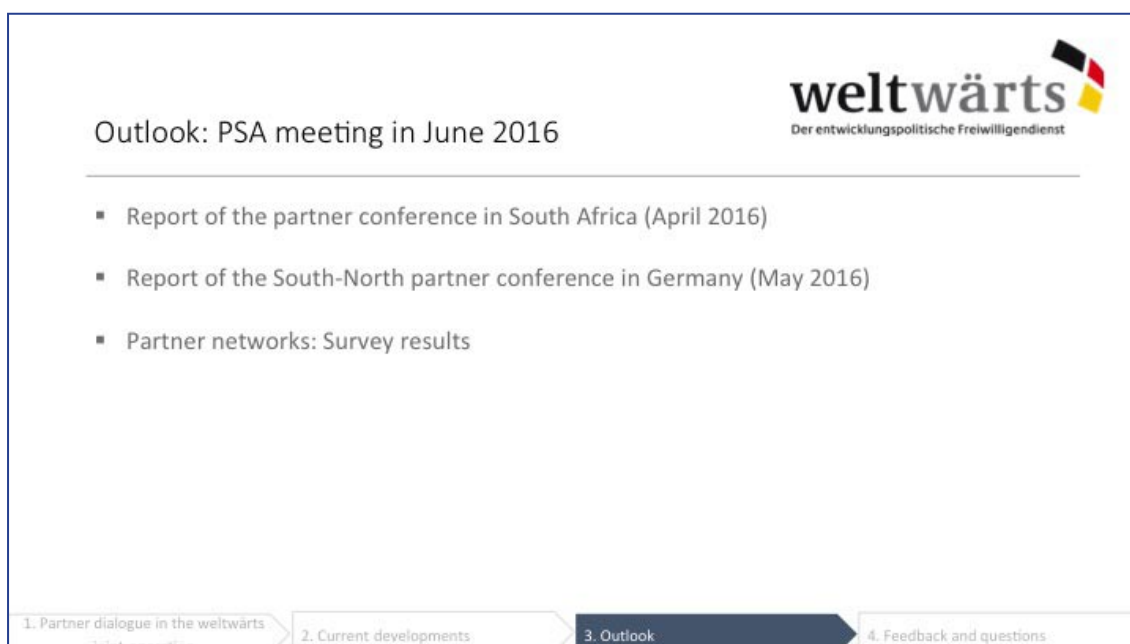 weltwärts
Der entwicklungspolitische Freiwilligendienst
Outlook: PSA meeting in June 2016
▪ Report of the partner conference in South Africa (April 2016)
▪ Report of the South-North partner conference in Germany (May 2016)
▪ Partner networks: Survey results
1. Partner dialogue in the weltwärts
2. Current developments
3. Outlook
4. Feedback and questions